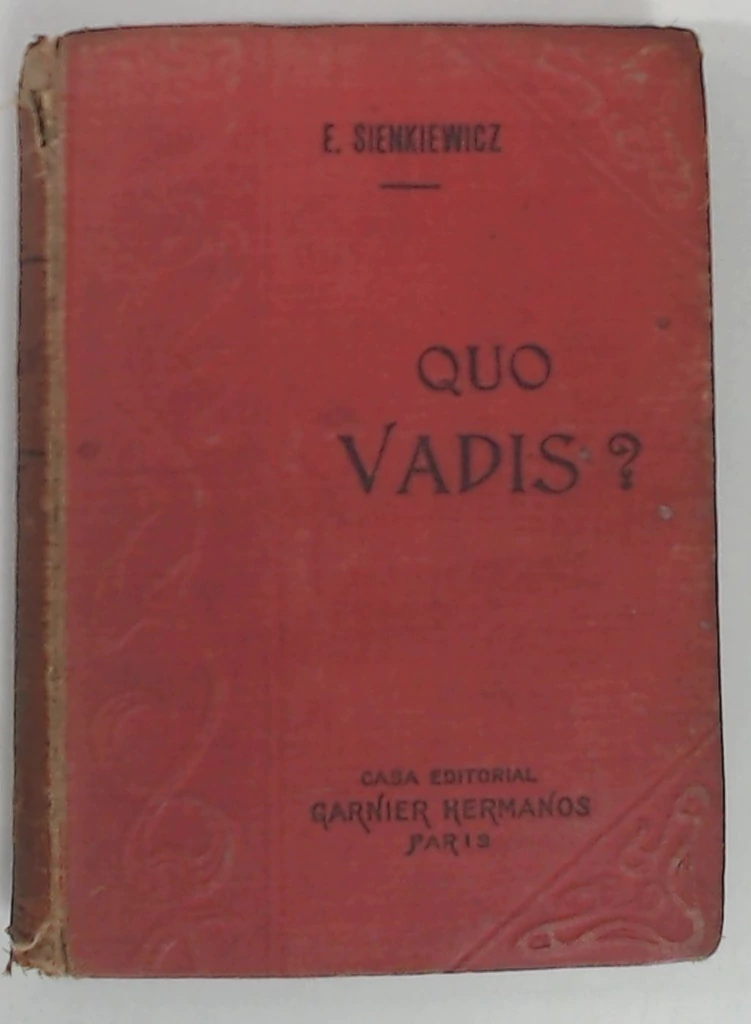 E. SIENKIEWICZ
QUO
VADIS?
CASA EDITORIAL
GARNIER HERMANOS
PARIS